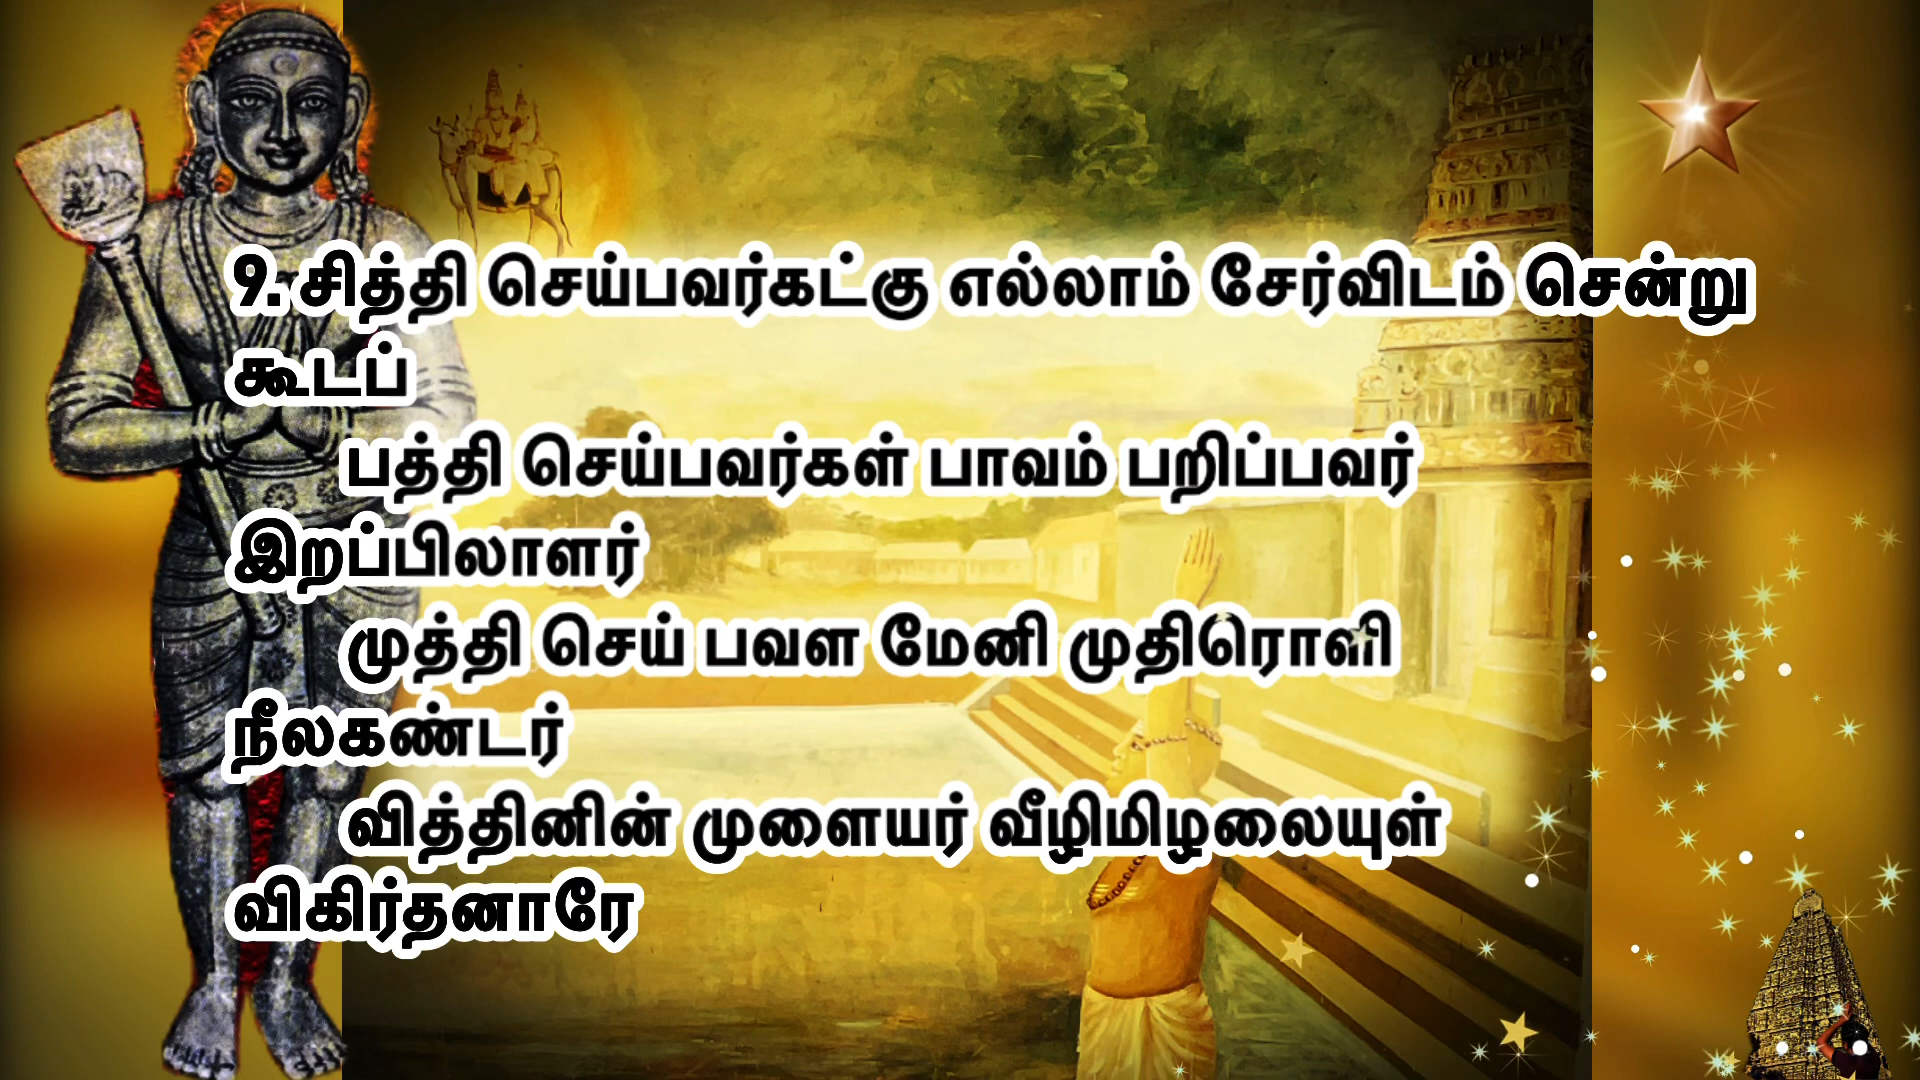 9. சித்தி செய்பவர்கட்கு எல்லாம் சேர்விடம் சென்று
கூடப்
பத்தி செய்பவர்கள் பாவம் பறிப்பவர்
இறப்பிலாளர்
முத்தி செய் பவள மேனி முதிரொளி
நீலகண்டர்
வித்தினின் முளையர் வீழிமிழலையுள்
விகிர்தனாரே